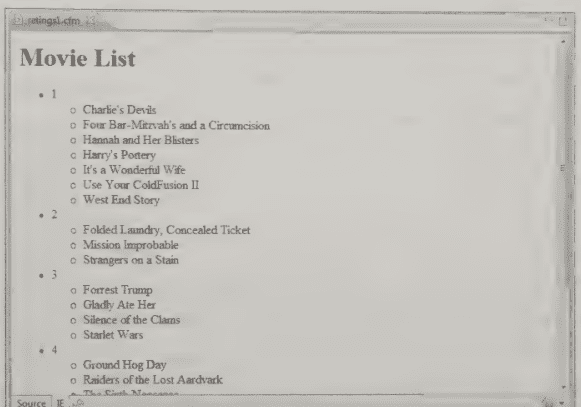 ratings1.cfm
Movie List
• 1
o Charlie's Devils
o Four Bar-Mitzvah's and a Circumcision
o Hannah and Her Blisters
o Harry's Pottery
o It's a Wonderful Wife
o Use Your ColdFusion II
o West End Story
• 2
o Folded Laundry, Concealed Ticket
o Mission Improbable
o Strangers on a Stain
• 3
o Forrest Trump
o Gladly Ate Her
o Silence of the Clams
o Starlet Wars
• 4
o Ground Hog Day
o Raiders of the Lost Aardvark
o The Sixth
Source IE